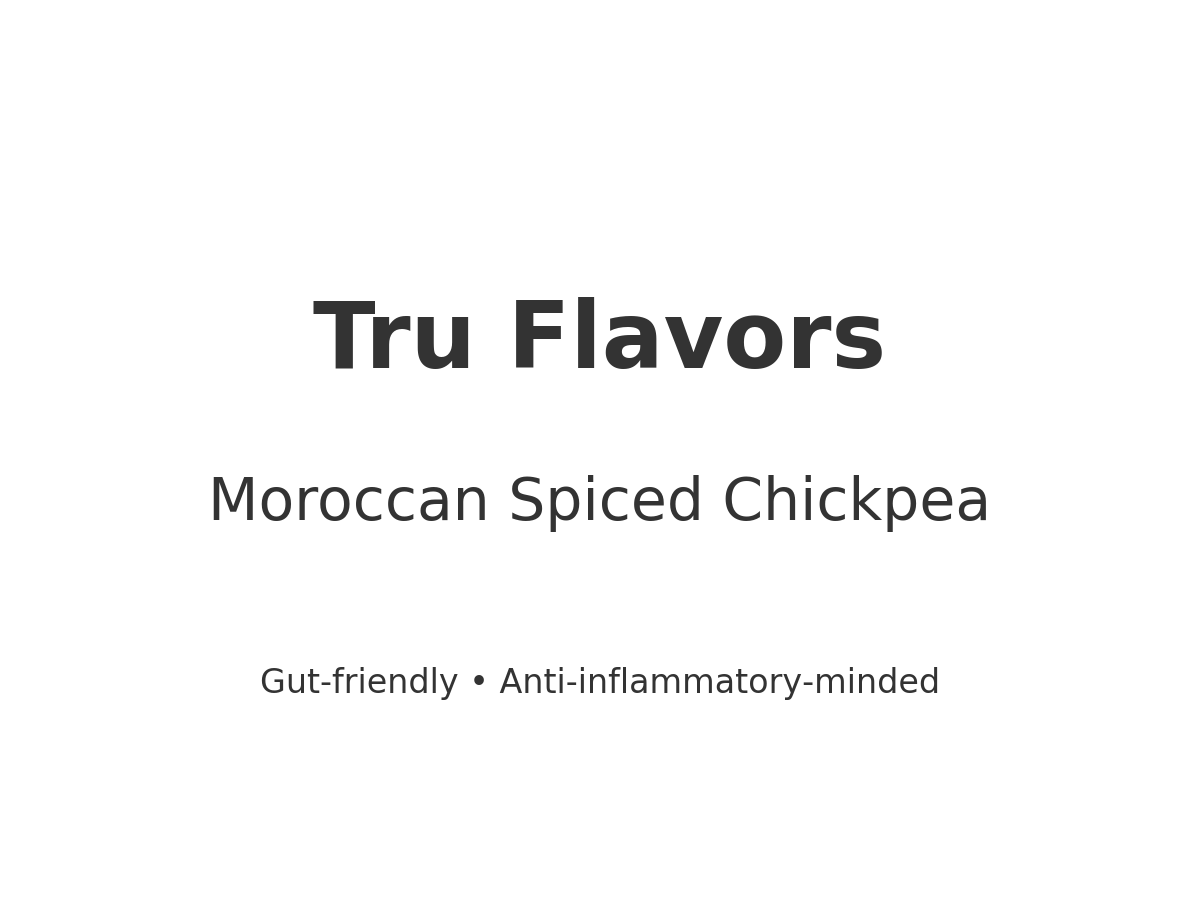 Tru Flavors
Moroccan Spiced Chickpea
Gut-friendly • Anti-inflammatory-minded